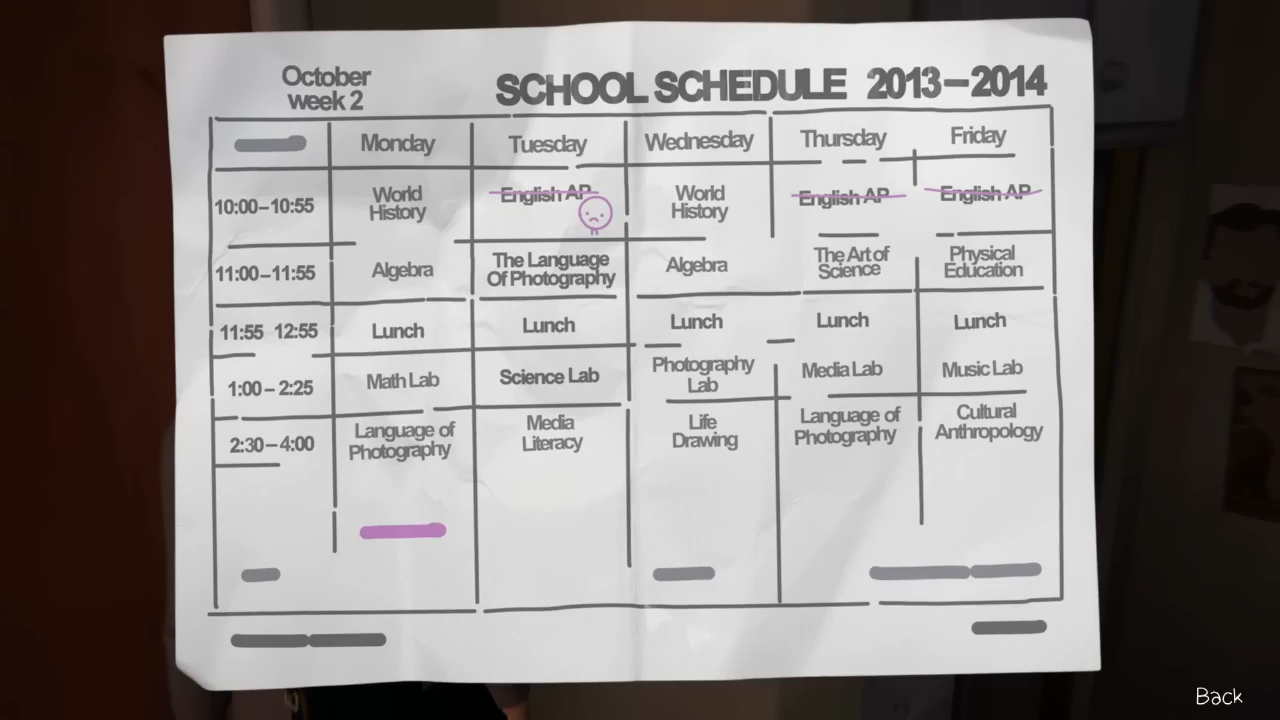 October
week 2
SCHOOL SCHEDULE 2013–2014
Monday Tuesday Wednesday Thursday Friday
10:00–10:55 World History English AP World History English AP English AP
11:00–11:55 Algebra The Language Of Photography Algebra The Art of Science Physical Education
11:55 12:55 Lunch Lunch Lunch Lunch Lunch
1:00–2:25 Math Lab Science Lab Photography Lab Media Lab Music Lab
2:30–4:00 Language of Photography Media Literacy Life Drawing Language of Photography Cultural Anthropology
Back